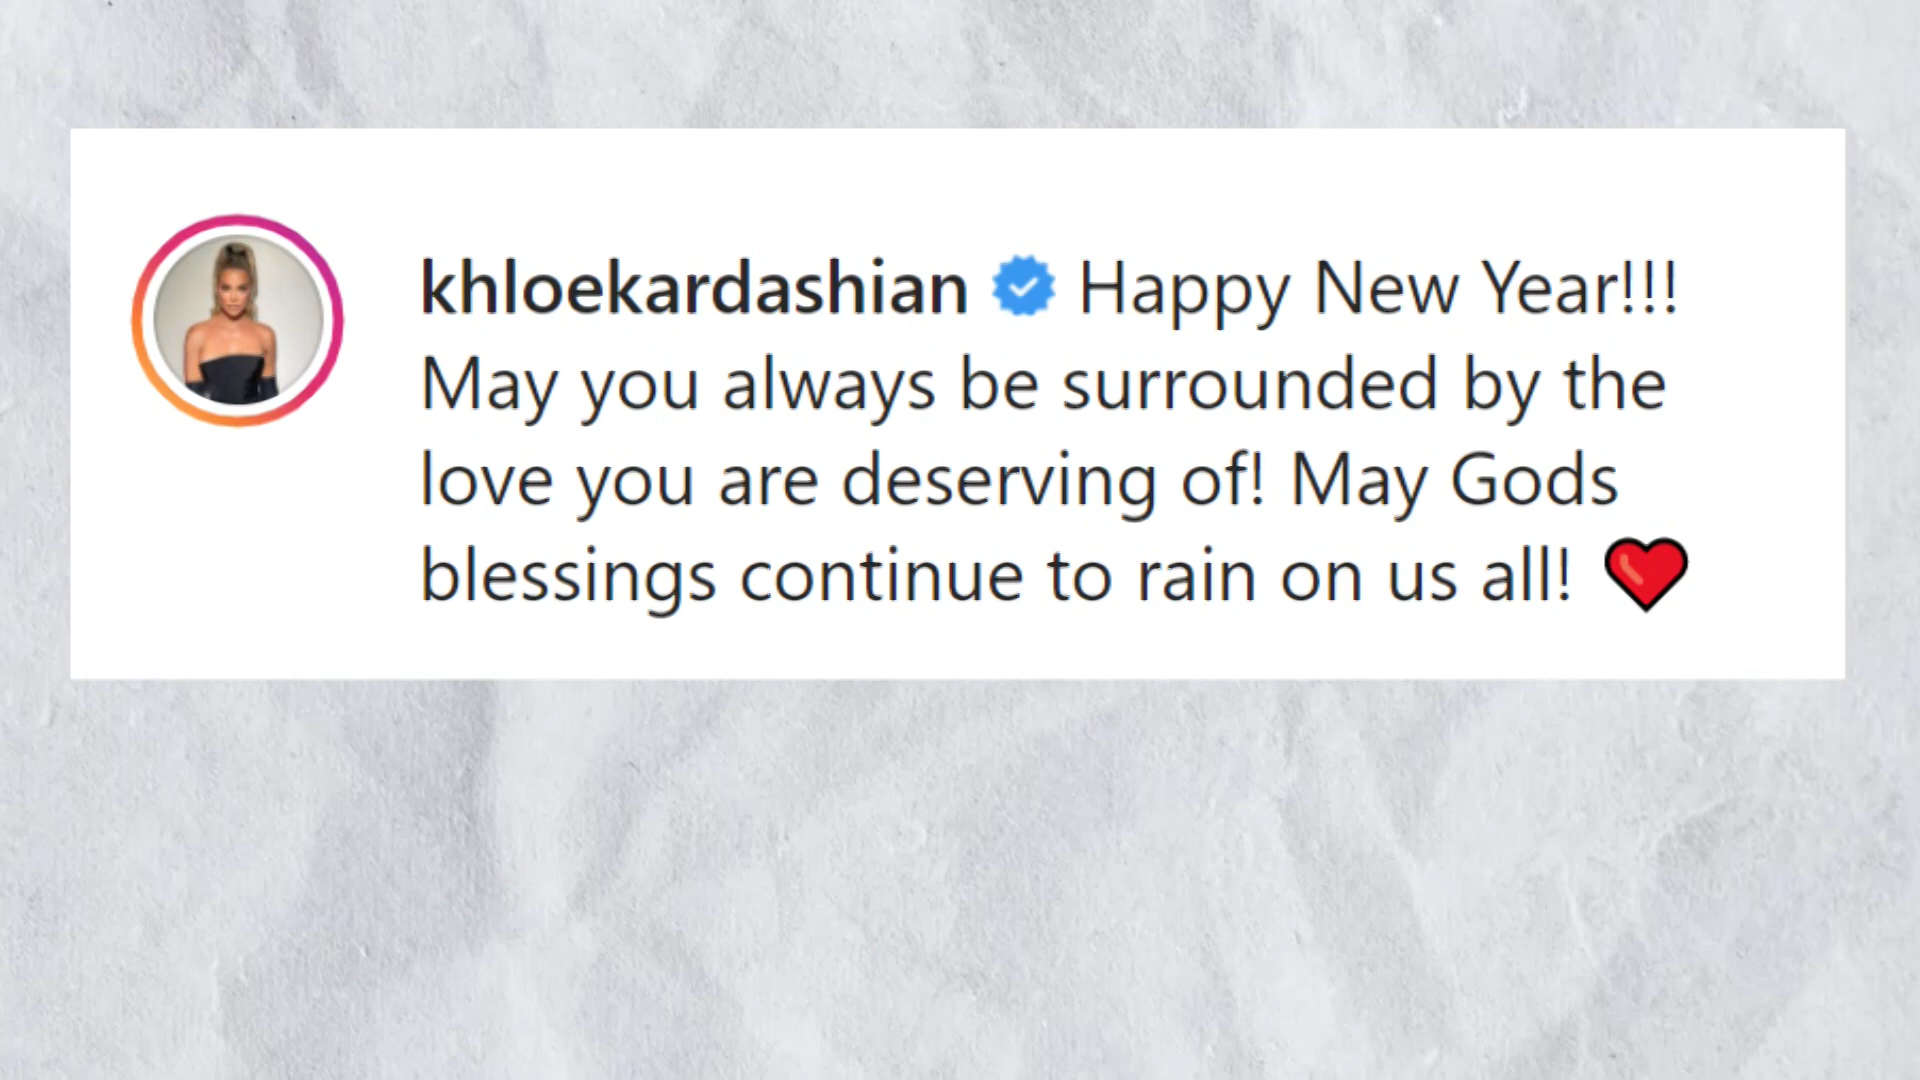 khloekardashian Happy New Year!!!
May you always be surrounded by the
love you are deserving of! May Gods
blessings continue to rain on us all! ❤️